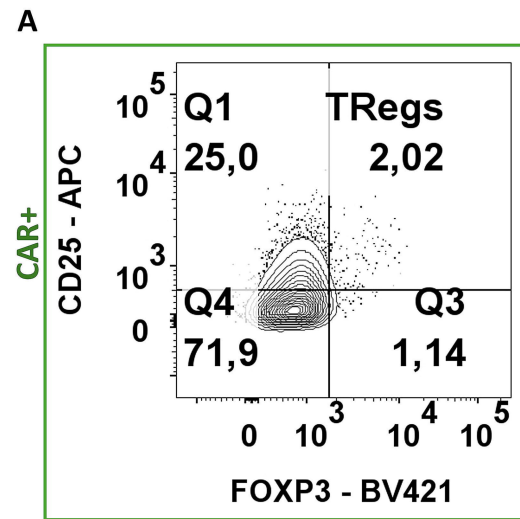 A
CAR+
CD25 - APC
10^5
10^4
10^3
0
Q1
25,0
TRegs
2,02
Q4
71,9
Q3
1,14
0 10^3 10^4 10^5
FOXP3 - BV421